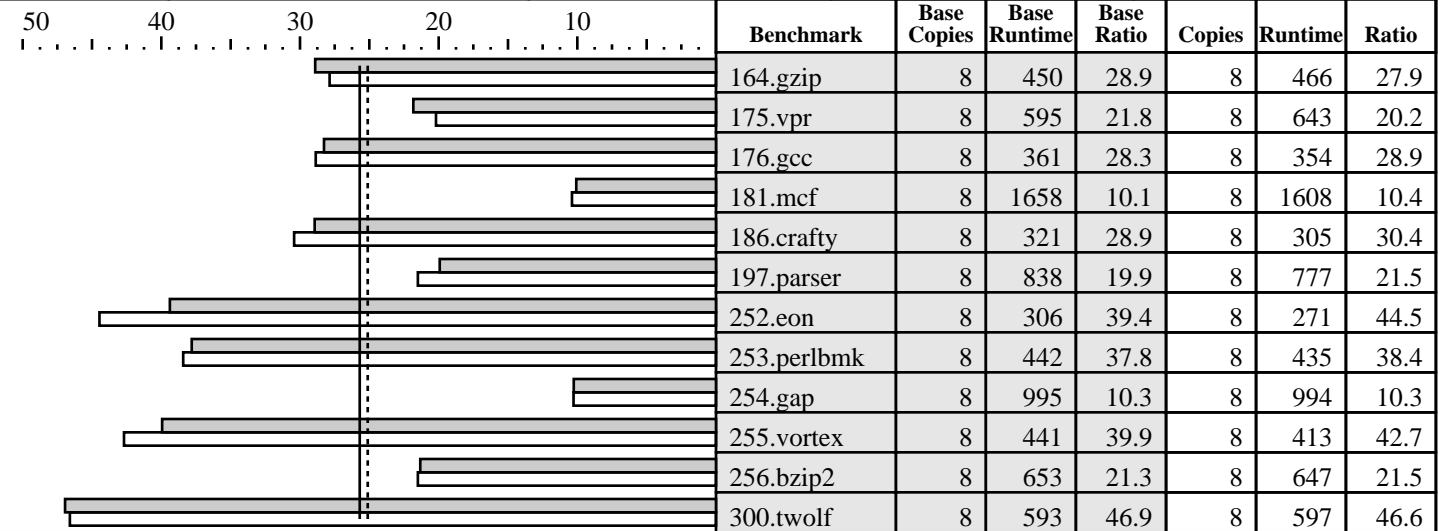 50 40 30 20 10
Benchmark Base Copies Base Runtime Base Ratio Copies Runtime Ratio
164.gzip 8 450 28.9 8 466 27.9
175.vpr 8 595 21.8 8 643 20.2
176.gcc 8 361 28.3 8 354 28.9
181.mcf 8 1658 10.1 8 1608 10.4
186.crafty 8 321 28.9 8 305 30.4
197.parser 8 838 19.9 8 777 21.5
252.eon 8 306 39.4 8 271 44.5
253.perlbmk 8 442 37.8 8 435 38.4
254.gap 8 995 10.3 8 994 10.3
255.vortex 8 441 39.9 8 413 42.7
256.bzip2 8 653 21.3 8 647 21.5
300.twolf 8 593 46.9 8 597 46.6